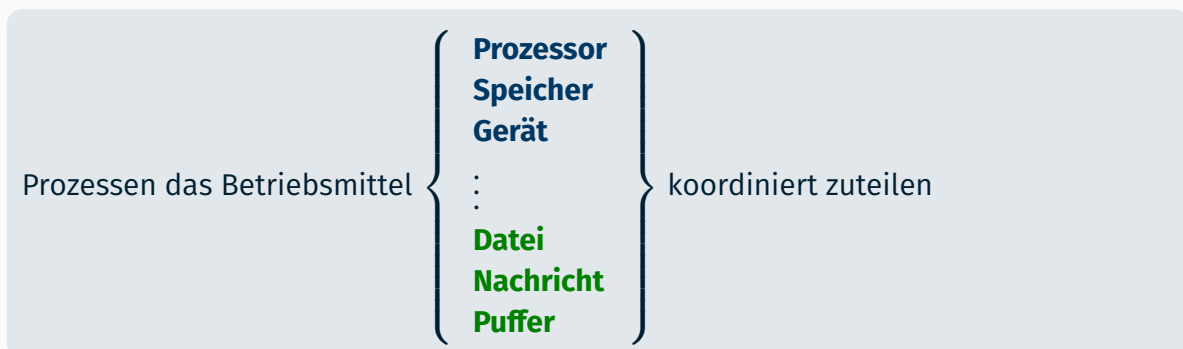 Prozessor
Speicher
Gerät
Prozessen das Betriebsmittel { ⋮ } koordiniert zuteilen
Datei
Nachricht
Puffer